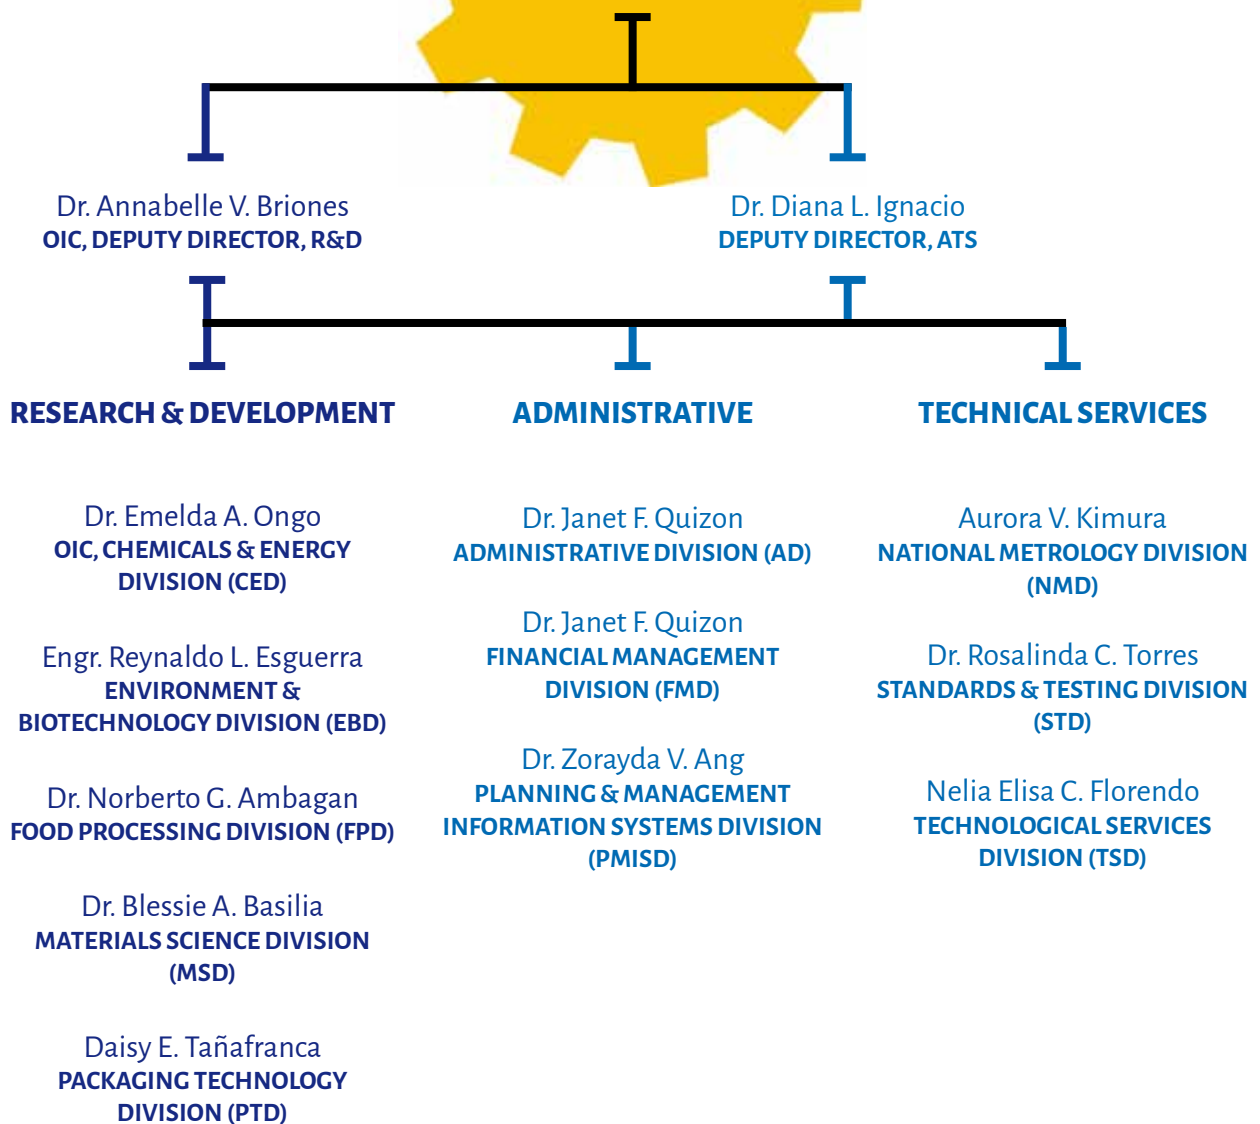 Dr. Annabelle V. Briones
OIC, DEPUTY DIRECTOR, R&D
Dr. Diana L. Ignacio
DEPUTY DIRECTOR, ATS
RESEARCH & DEVELOPMENT
Dr. Emelda A. Ongo
OIC, CHEMICALS & ENERGY
DIVISION (CED)
Engr. Reynaldo L. Esguerra
ENVIRONMENT &
BIOTECHNOLOGY DIVISION (EBD)
Dr. Norberto G. Ambagan
FOOD PROCESSING DIVISION (FPD)
Dr. Blessie A. Basilia
MATERIALS SCIENCE DIVISION
(MSD)
Daisy E. Tañafranca
PACKAGING TECHNOLOGY
DIVISION (PTD)
ADMINISTRATIVE
Dr. Janet F. Quizon
ADMINISTRATIVE DIVISION (AD)
Dr. Janet F. Quizon
FINANCIAL MANAGEMENT
DIVISION (FMD)
Dr. Zorayda V. Ang
PLANNING & MANAGEMENT
INFORMATION SYSTEMS DIVISION
(PMISD)
TECHNICAL SERVICES
Aurora V. Kimura
NATIONAL METROLOGY DIVISION
(NMD)
Dr. Rosalinda C. Torres
STANDARDS & TESTING DIVISION
(STD)
Nelia Elisa C. Florendo
TECHNOLOGICAL SERVICES
DIVISION (TSD)